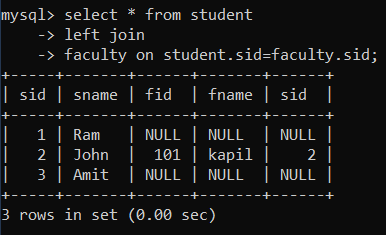 mysql> select * from student
    -> left join
    -> faculty on student.sid=faculty.sid;
+-----+-------+------+-------+------+
| sid | sname | fid  | fname | sid  |
+-----+-------+------+-------+------+
|   1 | Ram   | NULL | NULL  | NULL |
|   2 | John  |  101 | kapil |    2 |
|   3 | Amit  | NULL | NULL  | NULL |
+-----+-------+------+-------+------+
3 rows in set (0.00 sec)